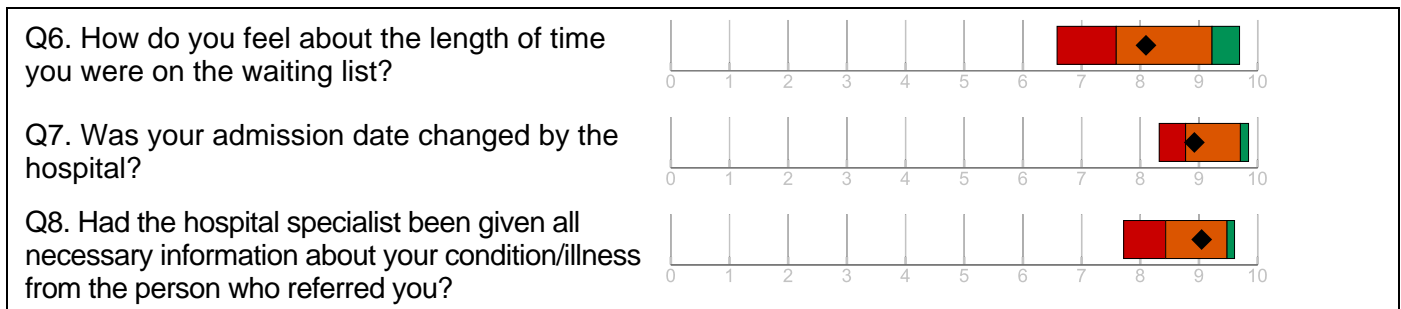 Q6. How do you feel about the length of time
you were on the waiting list?
0 1 2 3 4 5 6 7 8 9 10
Q7. Was your admission date changed by the
hospital?
0 1 2 3 4 5 6 7 8 9 10
Q8. Had the hospital specialist been given all
necessary information about your condition/illness
from the person who referred you?
0 1 2 3 4 5 6 7 8 9 10